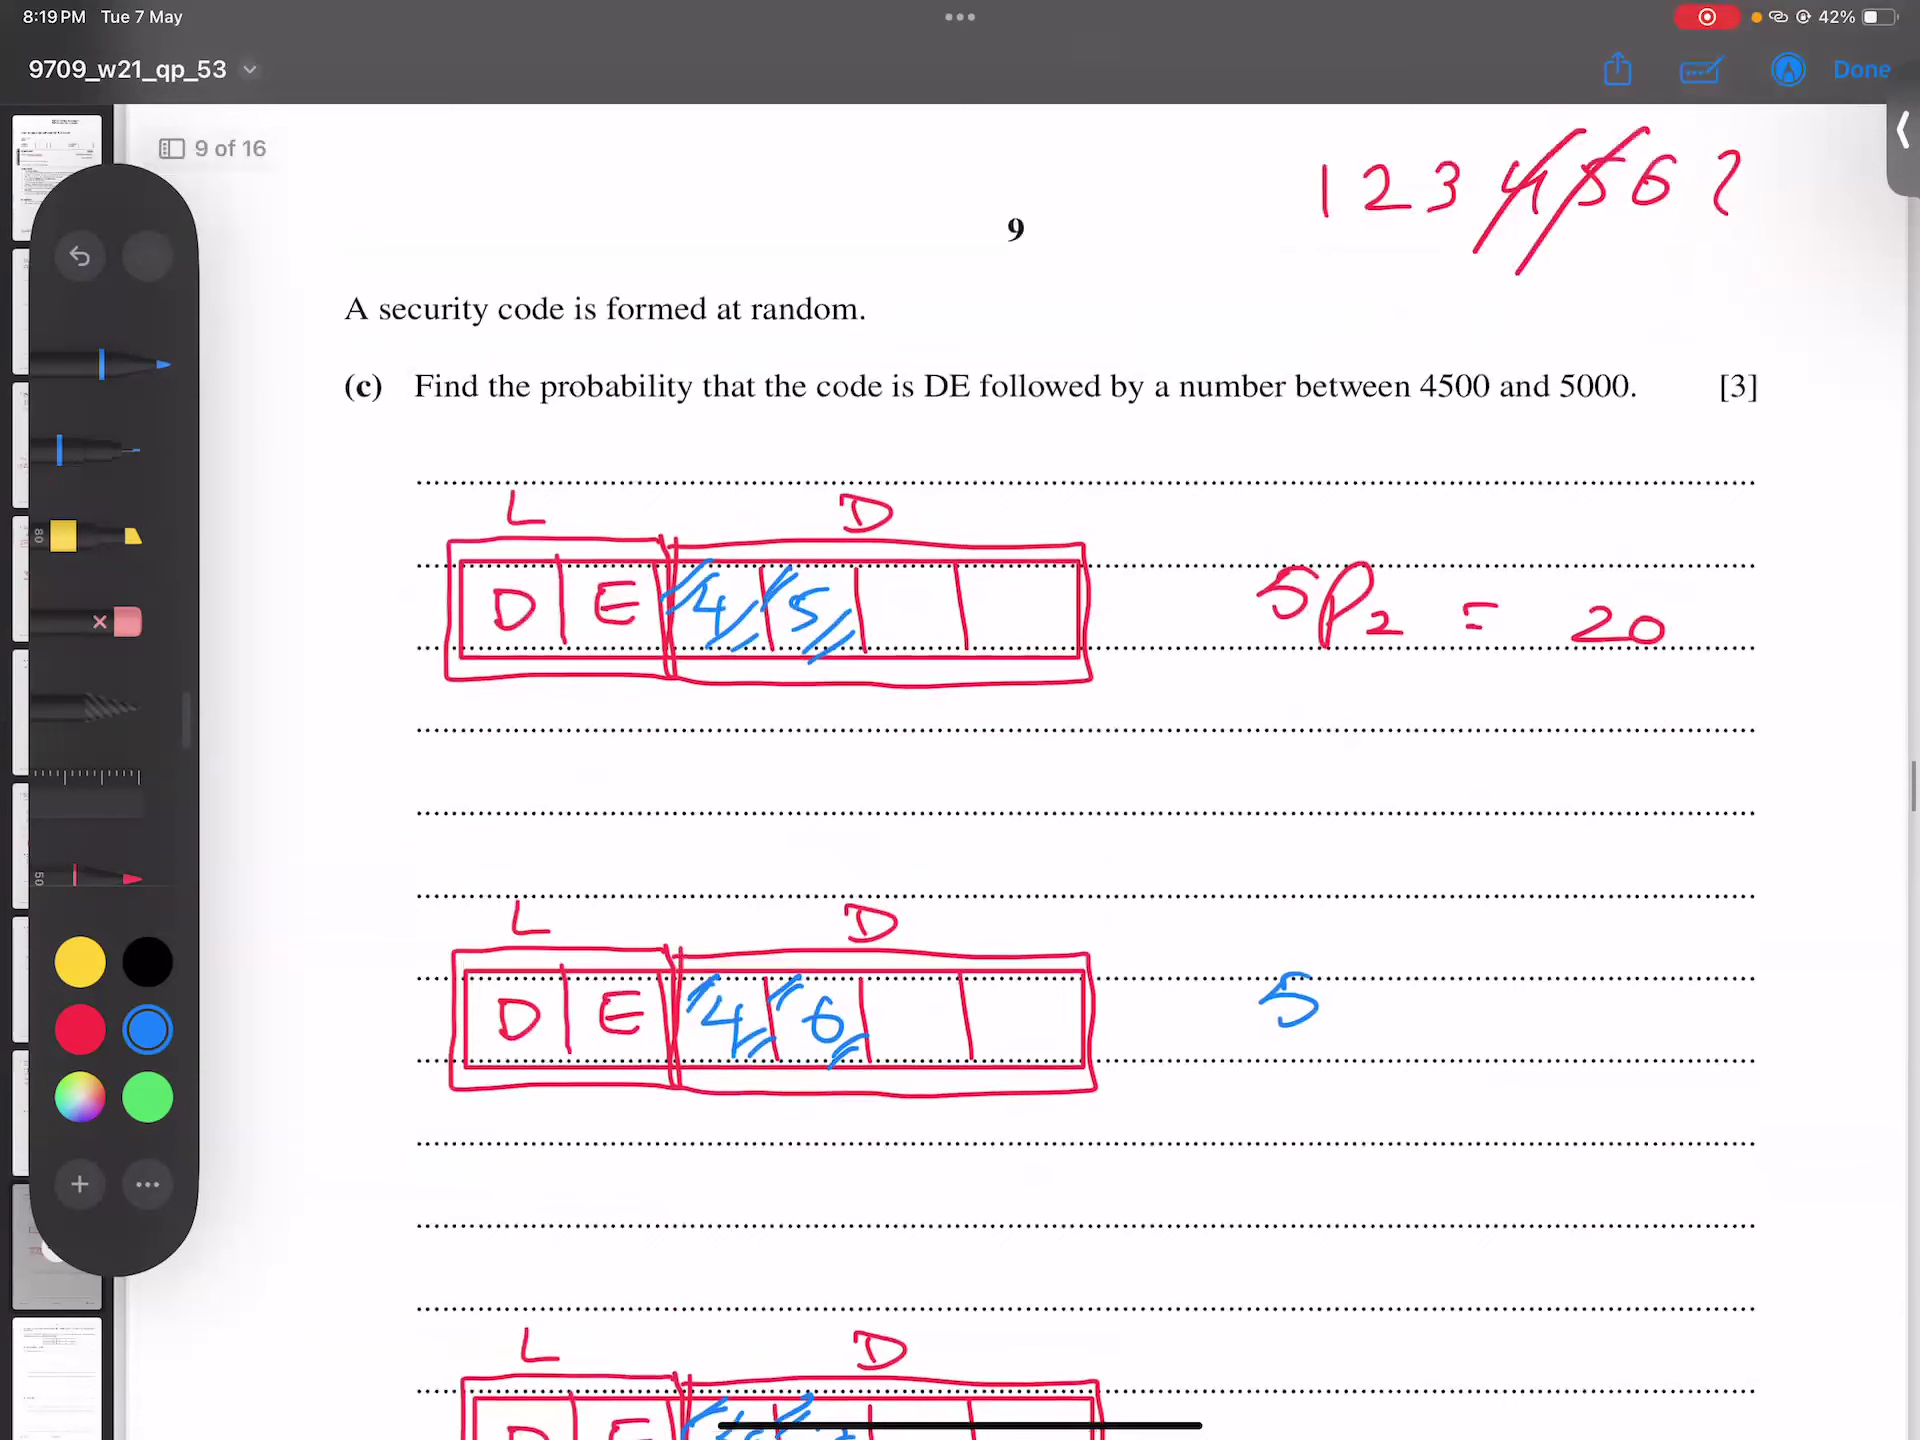 8:19 PM Tue 7 May
42%
9709_w21_qp_53
Done
9 of 16
1 2 3 4 5 6 7
9
A security code is formed at random.
(c) Find the probability that the code is DE followed by a number between 4500 and 5000. [3]
L D
D E 4 5
5P2 = 20
L D
D E 4 6
5
L D
D E
80
50